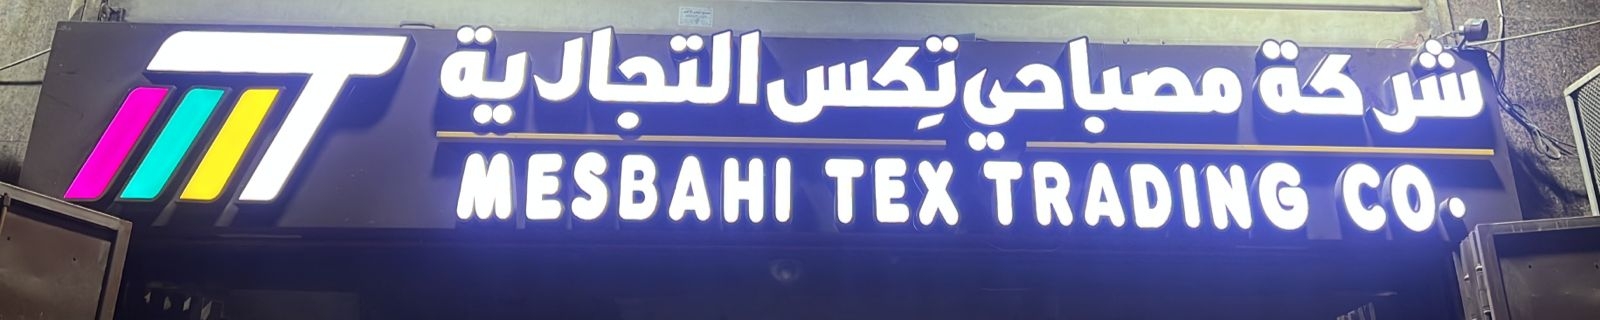 شركة مصباحي تِكس التجارية
MESBAHI TEX TRADING CO.